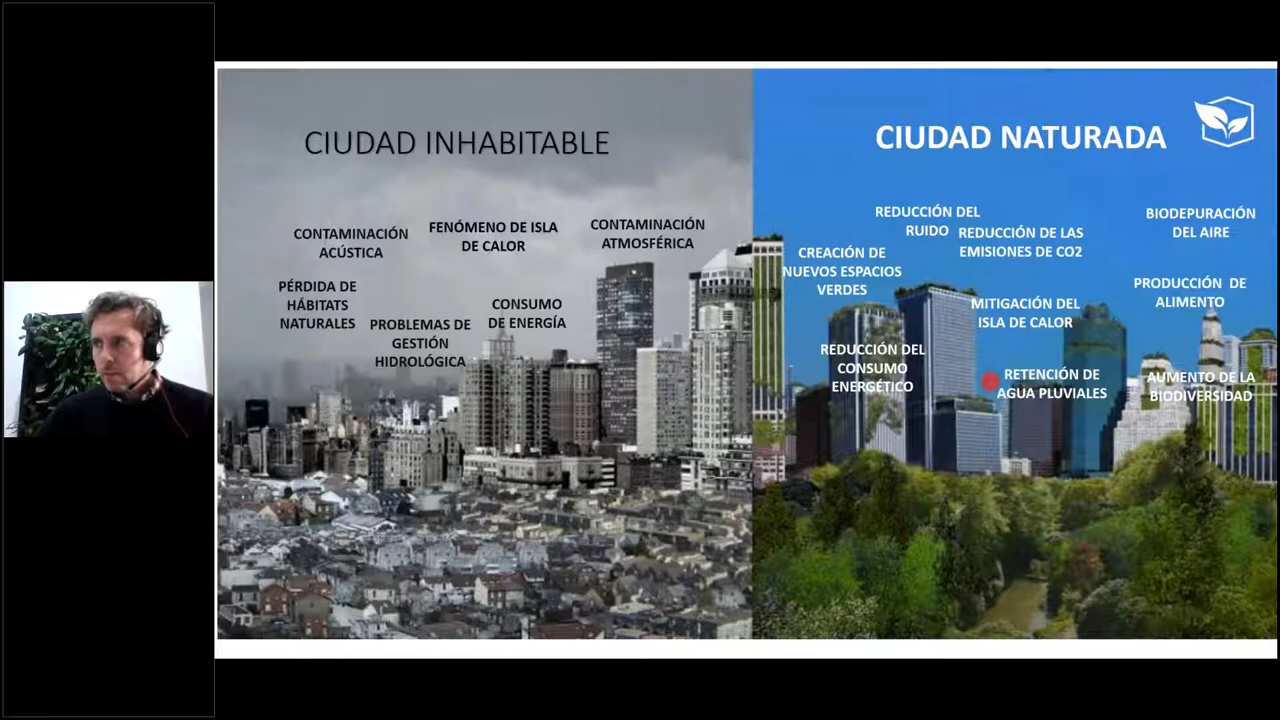 CIUDAD INHABITABLE
CONTAMINACIÓN
ACÚSTICA
FENÓMENO DE ISLA
DE CALOR
CONTAMINACIÓN
ATMOSFÉRICA
PÉRDIDA DE
HÁBITATS
NATURALES
PROBLEMAS DE
GESTIÓN
HIDROLÓGICA
CONSUMO
DE ENERGÍA
CIUDAD NATURADA
REDUCCIÓN DEL
RUIDO
REDUCCIÓN DE LAS
EMISIONES DE CO2
BIODEPURACIÓN
DEL AIRE
CREACIÓN DE
NUEVOS ESPACIOS
VERDES
MITIGACIÓN DEL
ISLA DE CALOR
PRODUCCIÓN DE
ALIMENTO
REDUCCIÓN DEL
CONSUMO
ENERGÉTICO
RETENCIÓN DE
AGUA PLUVIALES
AUMENTO DE LA
BIODIVERSIDAD